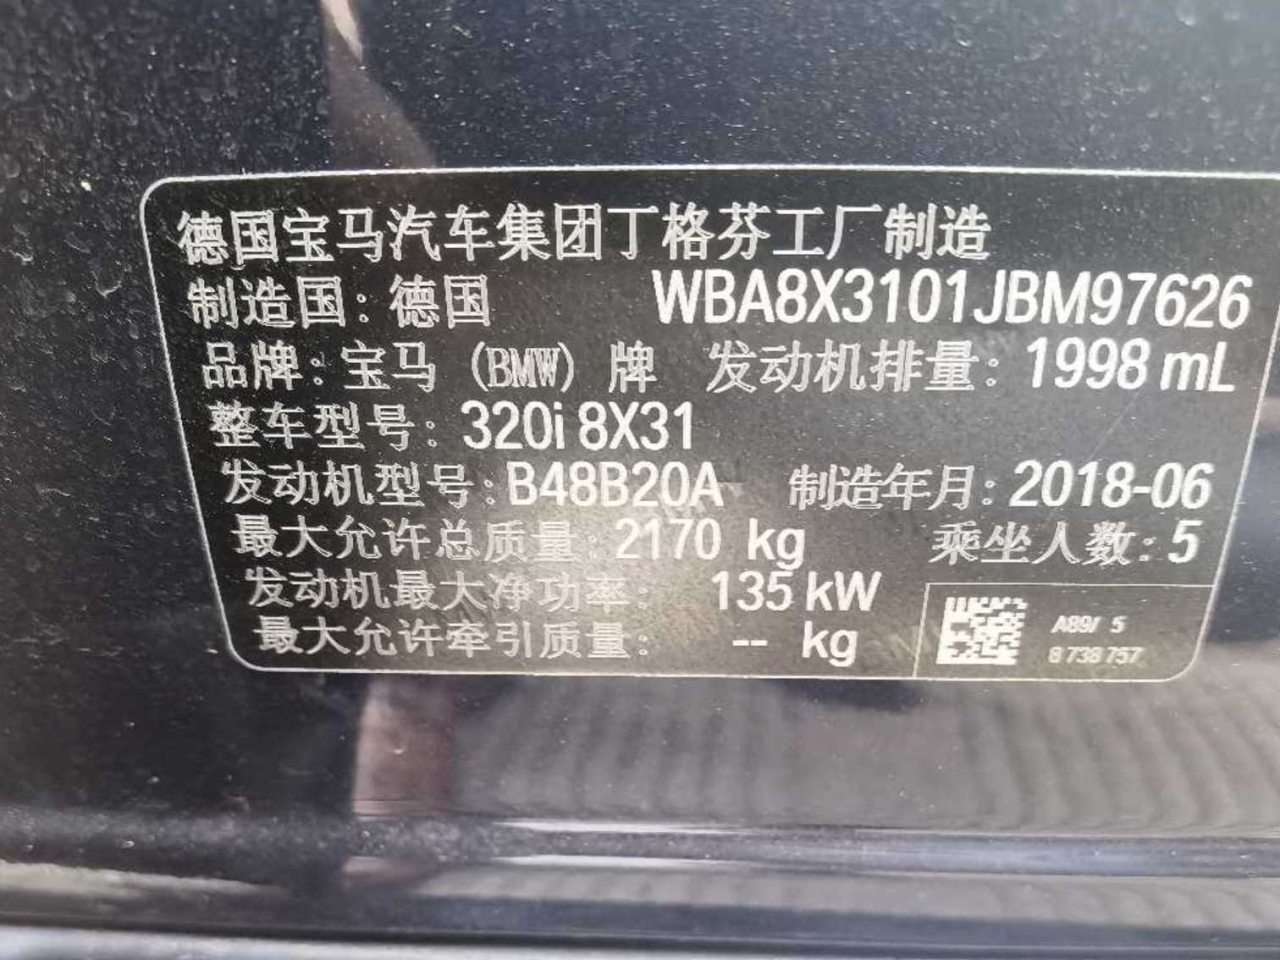 德国宝马汽车集团丁格芬工厂制造
制造国：德国 WBA8X3101JBM97626
品牌：宝马（BMW）牌 发动机排量：1998 mL
整车型号：320i 8X31
发动机型号：B48B20A 制造年月：2018-06
最大允许总质量：2170 kg 乘坐人数：5
发动机最大净功率： 135 kW
最大允许牵引质量： -- kg
A89/ 5
8 738 757